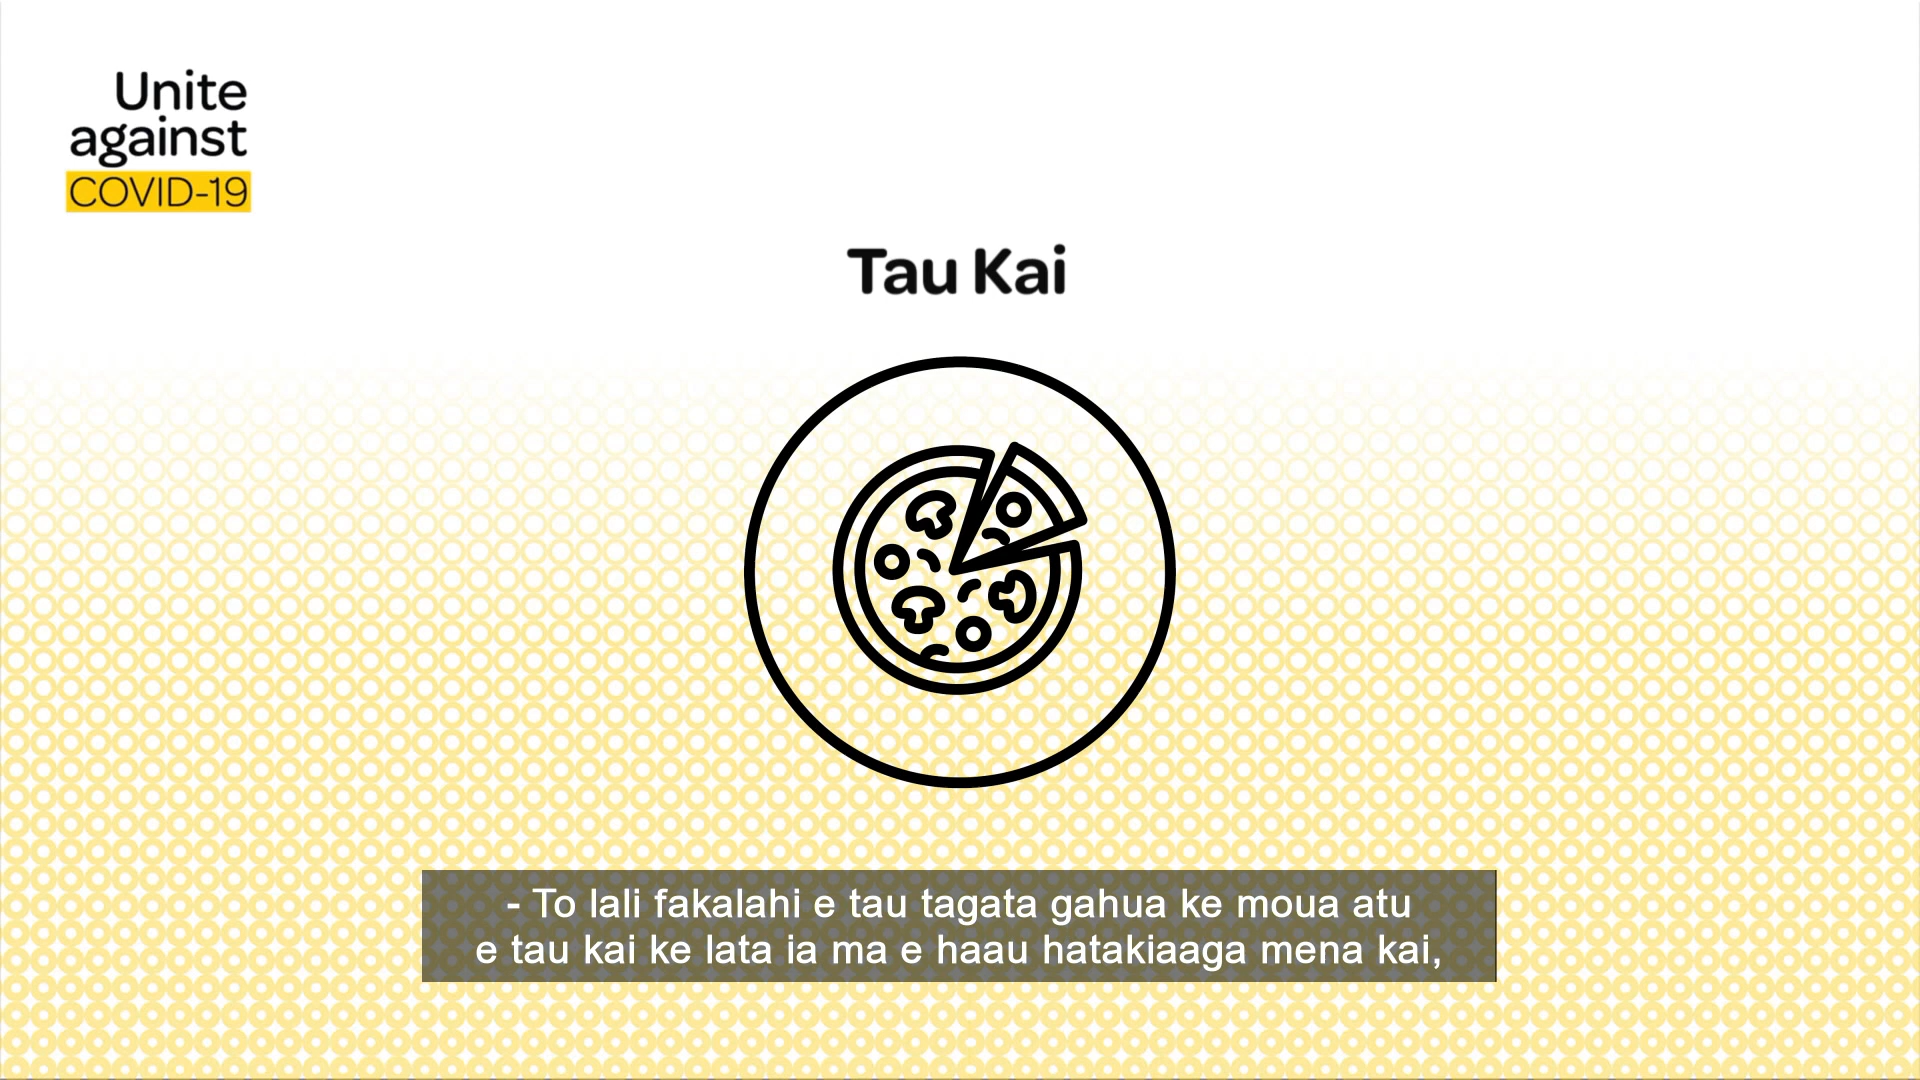 Unite
against
COVID-19
Tau Kai
- To lali fakalahi e tau tagata gahua ke moua atu
e tau kai ke lata ia ma e haau hatakiaaga mena kai,